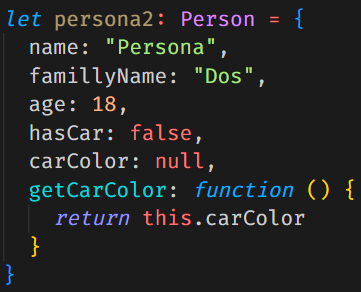 let persona2: Person = {
  name: "Persona",
  famillyName: "Dos",
  age: 18,
  hasCar: false,
  carColor: null,
  getCarColor: function () {
    return this.carColor
  }
}